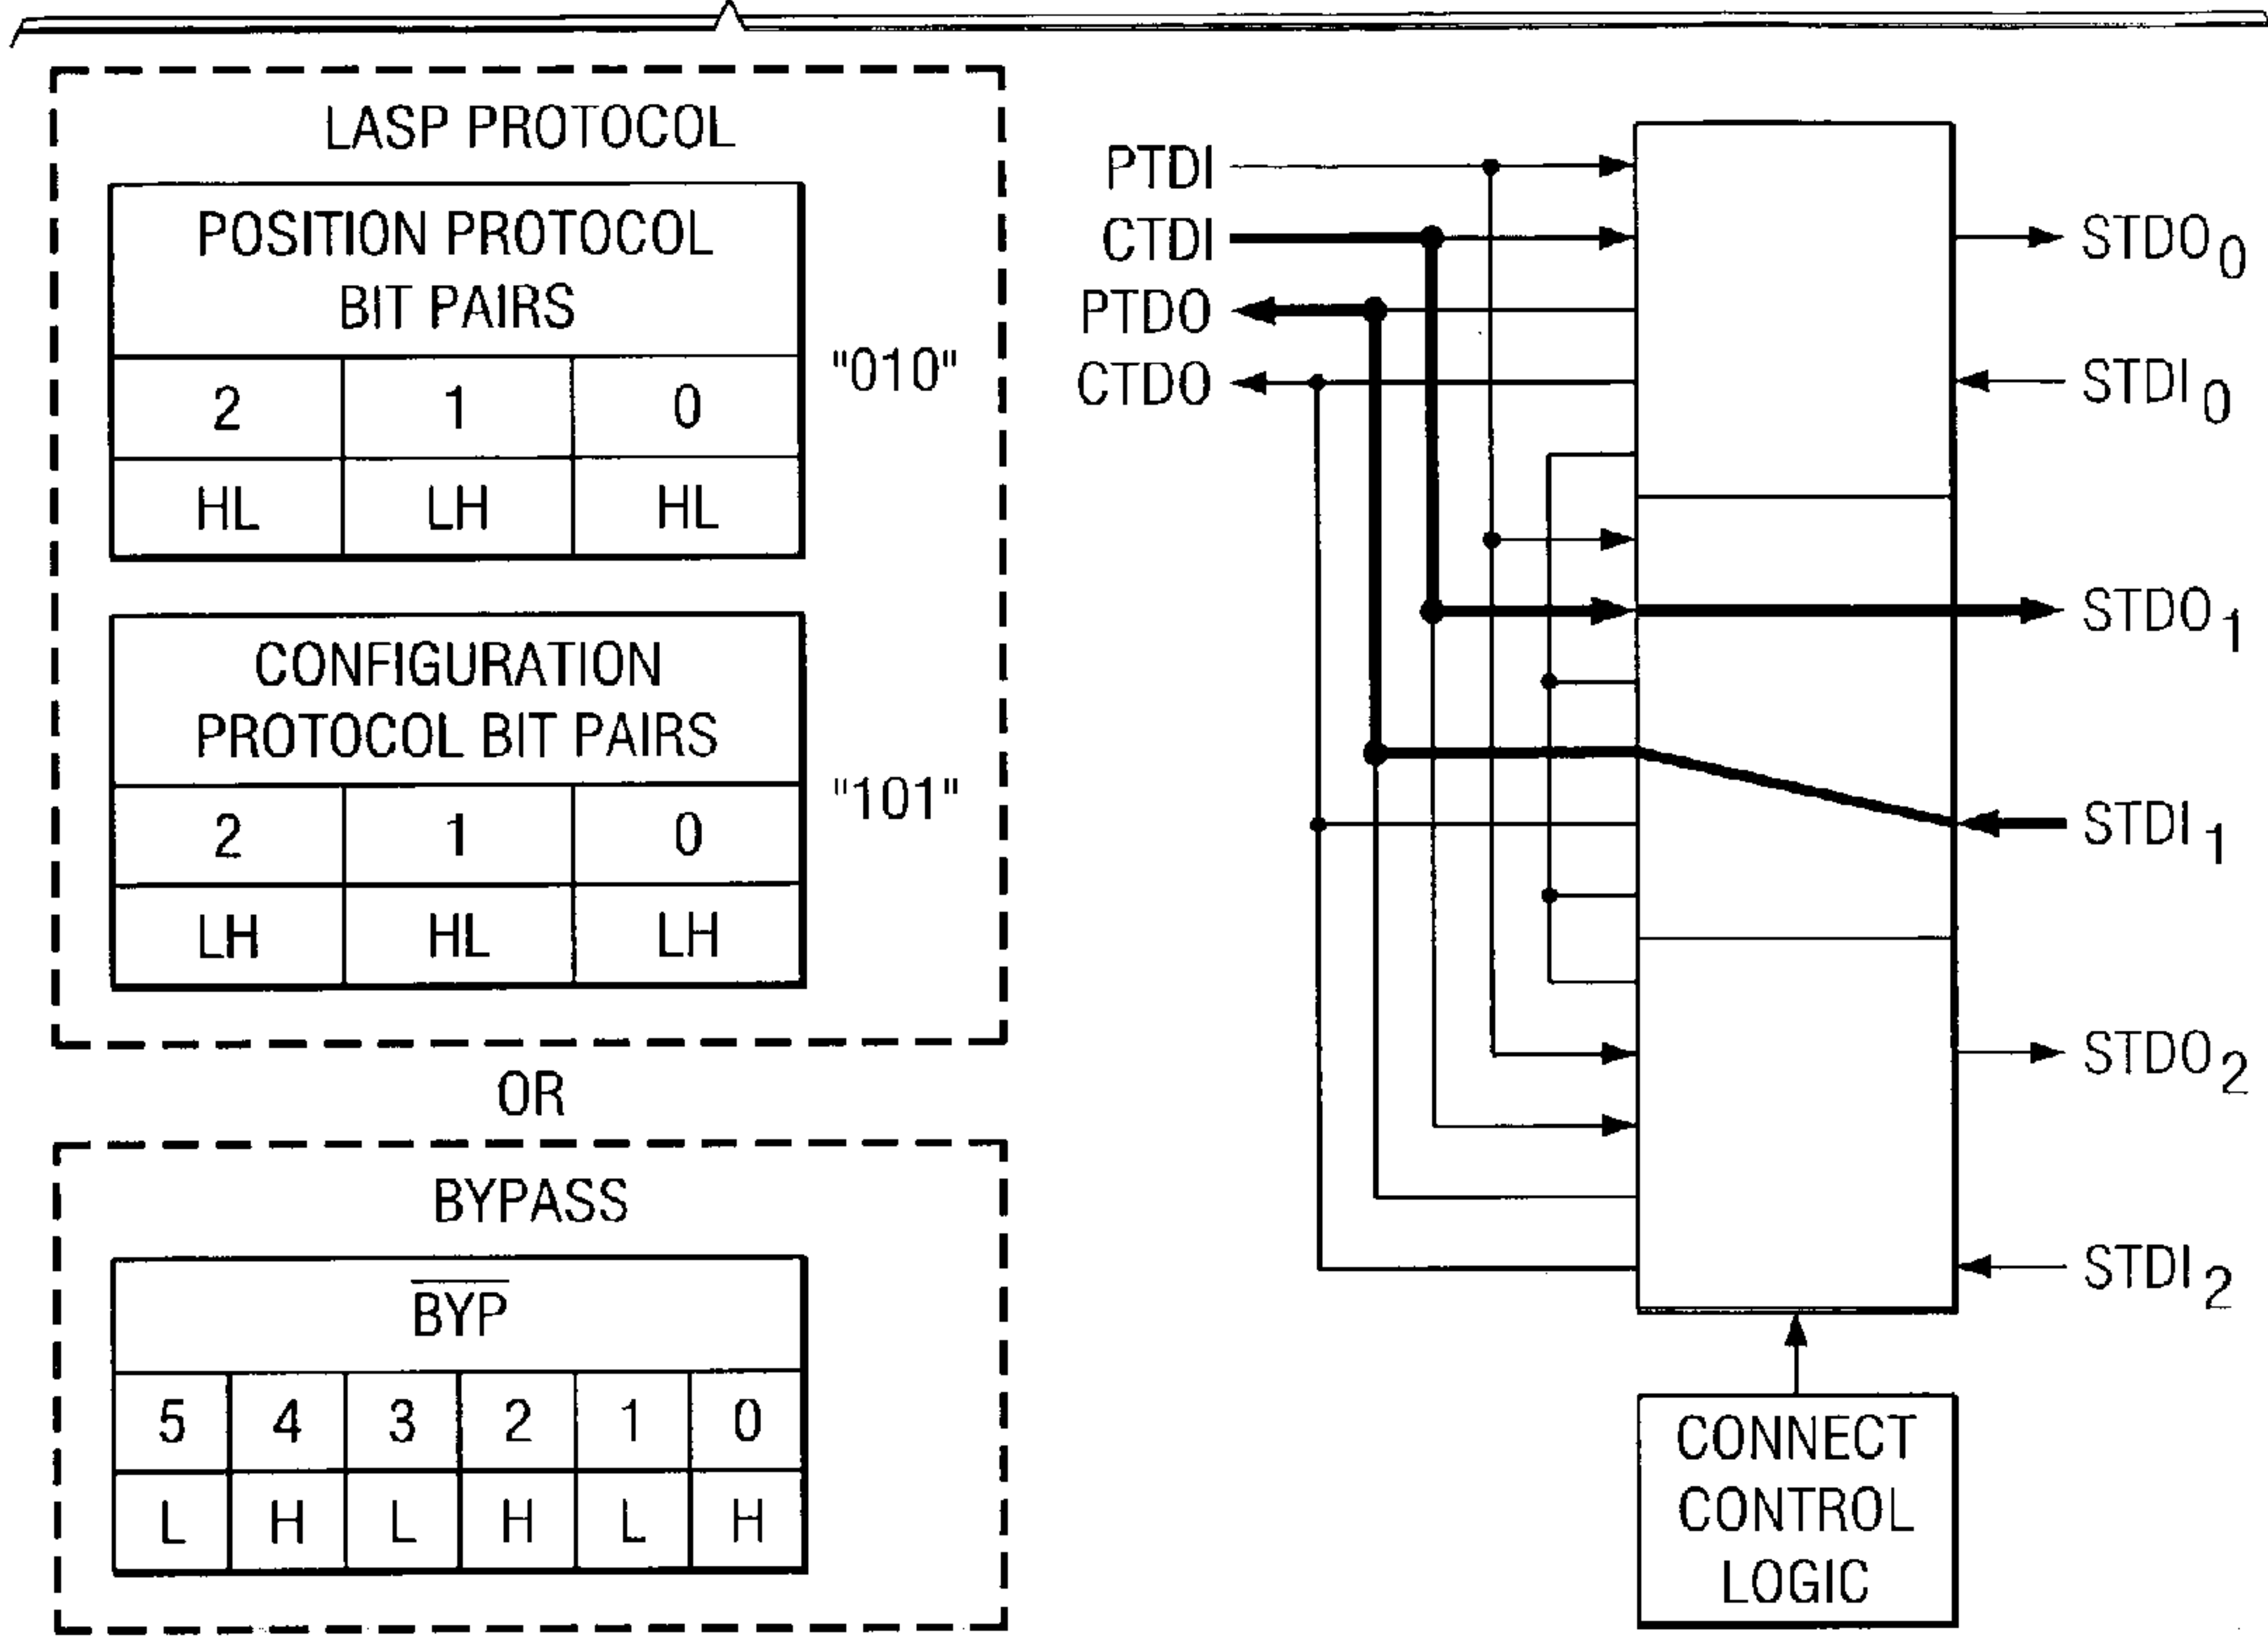 LASP PROTOCOL
POSITION PROTOCOL
BIT PAIRS
2 1 0
HL LH HL
"010"
CONFIGURATION
PROTOCOL BIT PAIRS
2 1 0
LH HL LH
"101"
OR
BYPASS
BYP
5 4 3 2 1 0
L H L H L H
PTDI
CTDI
PTDO
CTDO
STDO0
STDI0
STDO1
STDI1
STDO2
STDI2
CONNECT
CONTROL
LOGIC